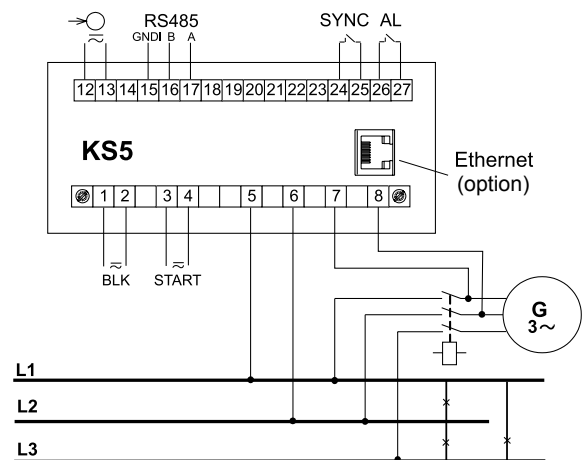 RS485 SYNC AL
GNDI B A
12 13 14 15 16 17 18 19 20 21 22 23 24 25 26 27
KS5
Ethernet
(option)
1 2 3 4 5 6 7 8
BLK START
G
3~
L1
L2
L3